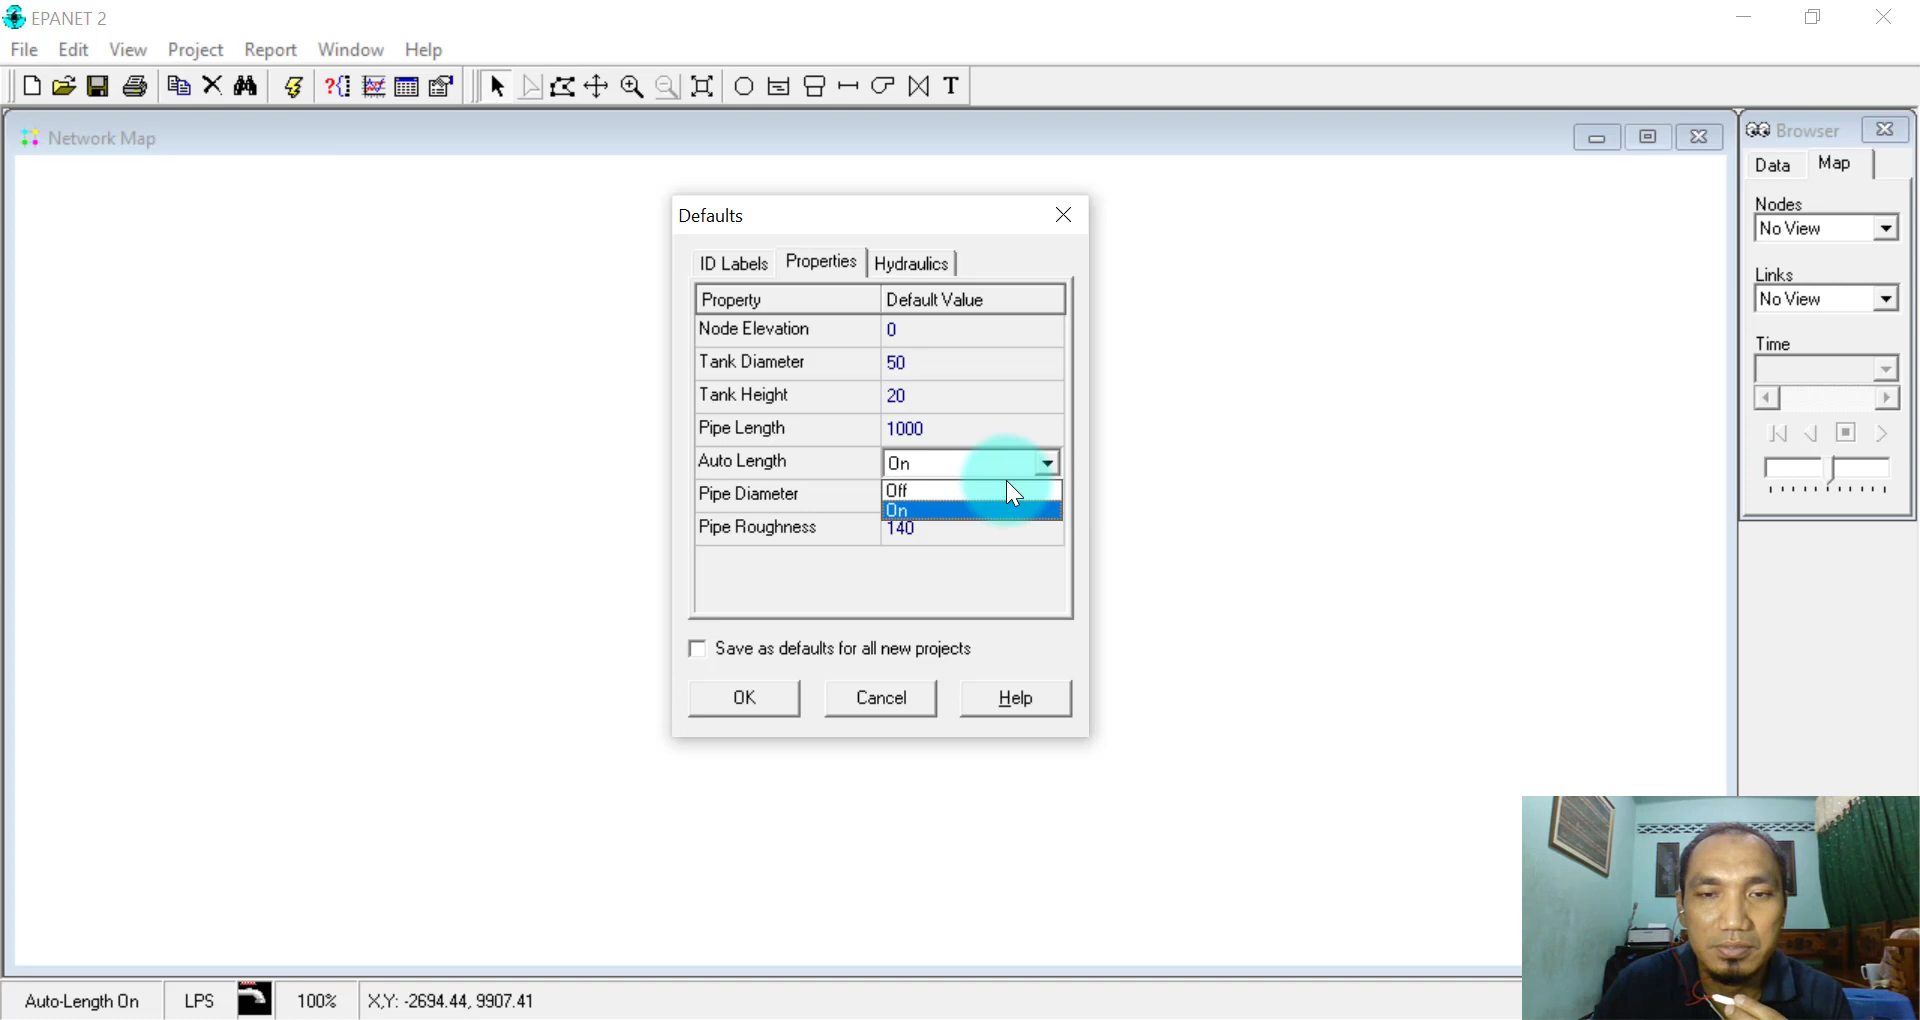 EPANET 2
File Edit View Project Report Window Help
?{} T
Network Map
Browser
Data Map
Nodes
No View
Links
No View
Time
Defaults
ID Labels Properties Hydraulics
Property Default Value
Node Elevation 0
Tank Diameter 50
Tank Height 20
Pipe Length 1000
Auto Length On
Off
Pipe Diameter
On
Pipe Roughness 140
Save as defaults for all new projects
OK Cancel Help
Auto-Length On LPS 100% X,Y: -2694.44, 9907.41